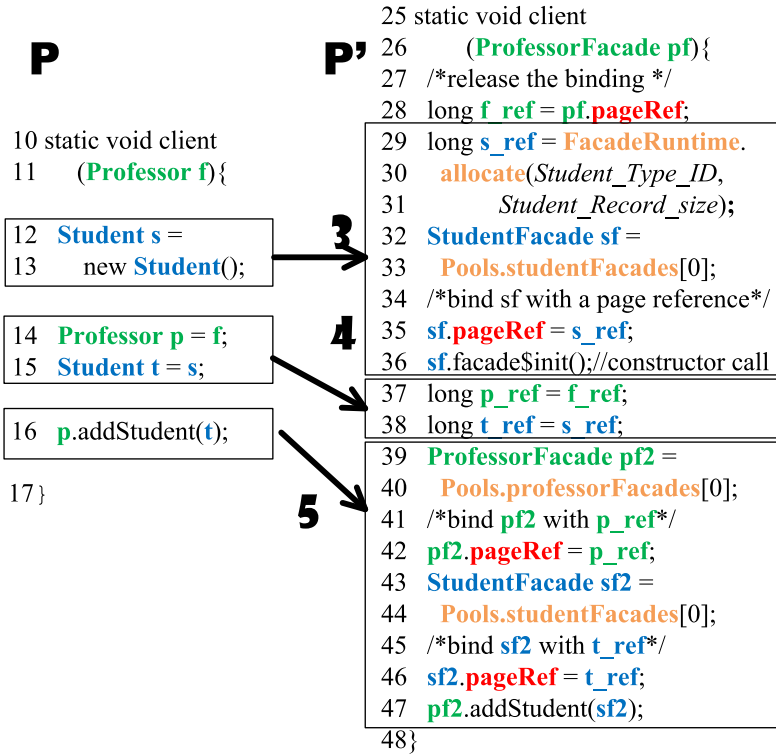 P
10 static void client
11 (Professor f){
12 Student s =
13 new Student();
14 Professor p = f;
15 Student t = s;
16 p.addStudent(t);
17}
3
4
5
P'
25 static void client
26 (ProfessorFacade pf){
27 /*release the binding */
28 long f_ref = pf.pageRef;
29 long s_ref = FacadeRuntime.
30 allocate(Student_Type_ID,
31 Student_Record_size);
32 StudentFacade sf =
33 Pools.studentFacades[0];
34 /*bind sf with a page reference*/
35 sf.pageRef = s_ref;
36 sf.facade$init();//constructor call
37 long p_ref = f_ref;
38 long t_ref = s_ref;
39 ProfessorFacade pf2 =
40 Pools.professorFacades[0];
41 /*bind pf2 with p_ref*/
42 pf2.pageRef = p_ref;
43 StudentFacade sf2 =
44 Pools.studentFacades[0];
45 /*bind sf2 with t_ref*/
46 sf2.pageRef = t_ref;
47 pf2.addStudent(sf2);
48}